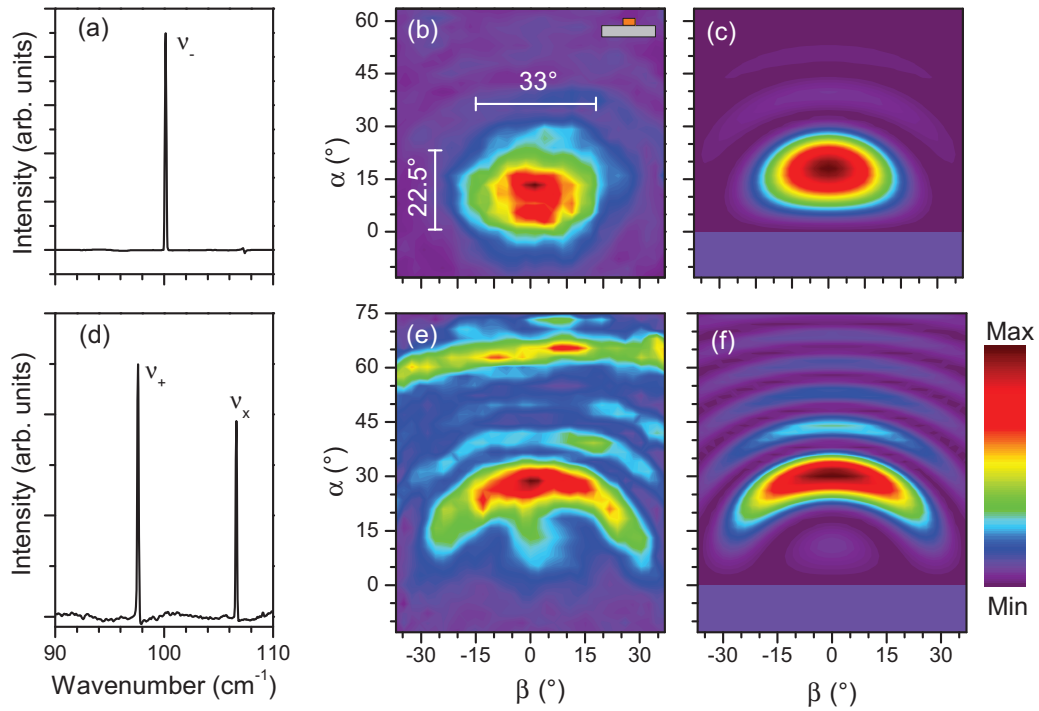 (a)
ν₋
Intensity (arb. units)
(b)
33°
22.5°
α (°)
60
45
30
15
0
(c)
(d)
ν₊
νₓ
Intensity (arb. units)
90
100
110
Wavenumber (cm⁻¹)
(e)
α (°)
75
60
45
30
15
0
-30
-15
0
15
30
β (°)
(f)
-30
-15
0
15
30
β (°)
Max
Min